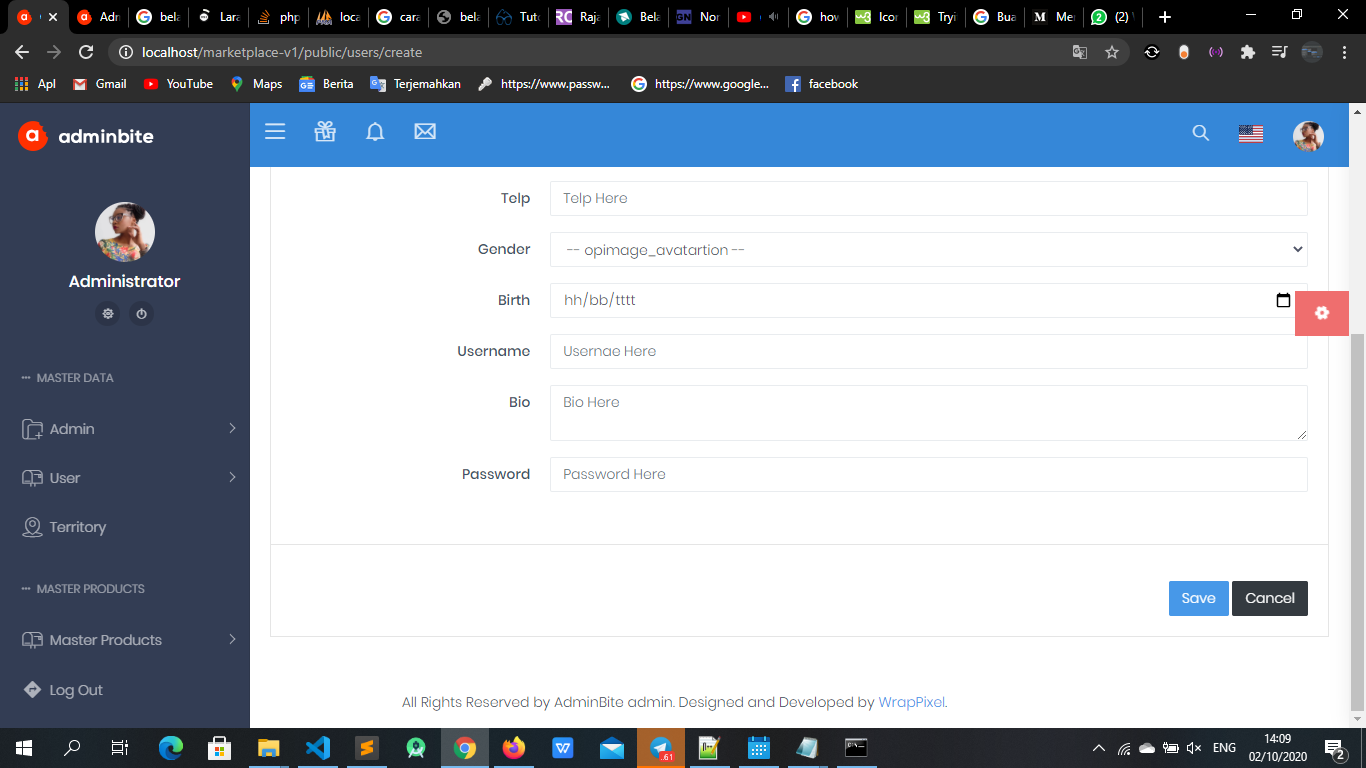 Adn
bela
Lara
php
loca
cara
bela
Tuto
Raja
Bela
Nor
how
Icor
Tryi
Bua
Me
(2)
localhost/marketplace-v1/public/users/create
Apl
Gmail
YouTube
Maps
Berita
Terjemahkan
https://www.passw...
https://www.google...
facebook
adminbite
Administrator
MASTER DATA
Admin
User
Territory
MASTER PRODUCTS
Master Products
Log Out
Telp
Telp Here
Gender
-- opimage_avatartion --
Birth
hh/bb/tttt
Username
Usernae Here
Bio
Bio Here
Password
Password Here
Save
Cancel
All Rights Reserved by AdminBite admin. Designed and Developed by WrapPixel.
ENG
14:09
02/10/2020
2